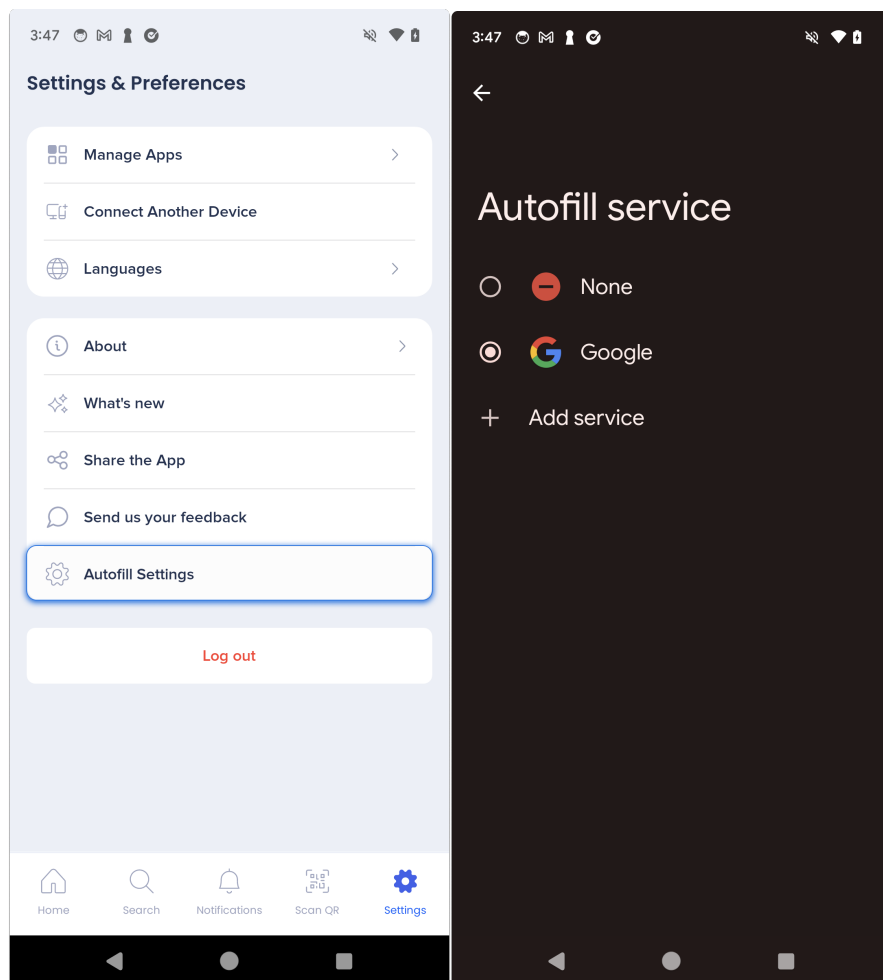 3:47
Settings & Preferences
Manage Apps
Connect Another Device
Languages
About
What's new
Share the App
Send us your feedback
Autofill Settings
Log out
Home Search Notifications Scan QR Settings
3:47
Autofill service
None
Google
Add service